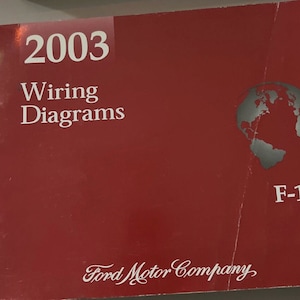 2003
Wiring
Diagrams
F-1
Ford Motor Company